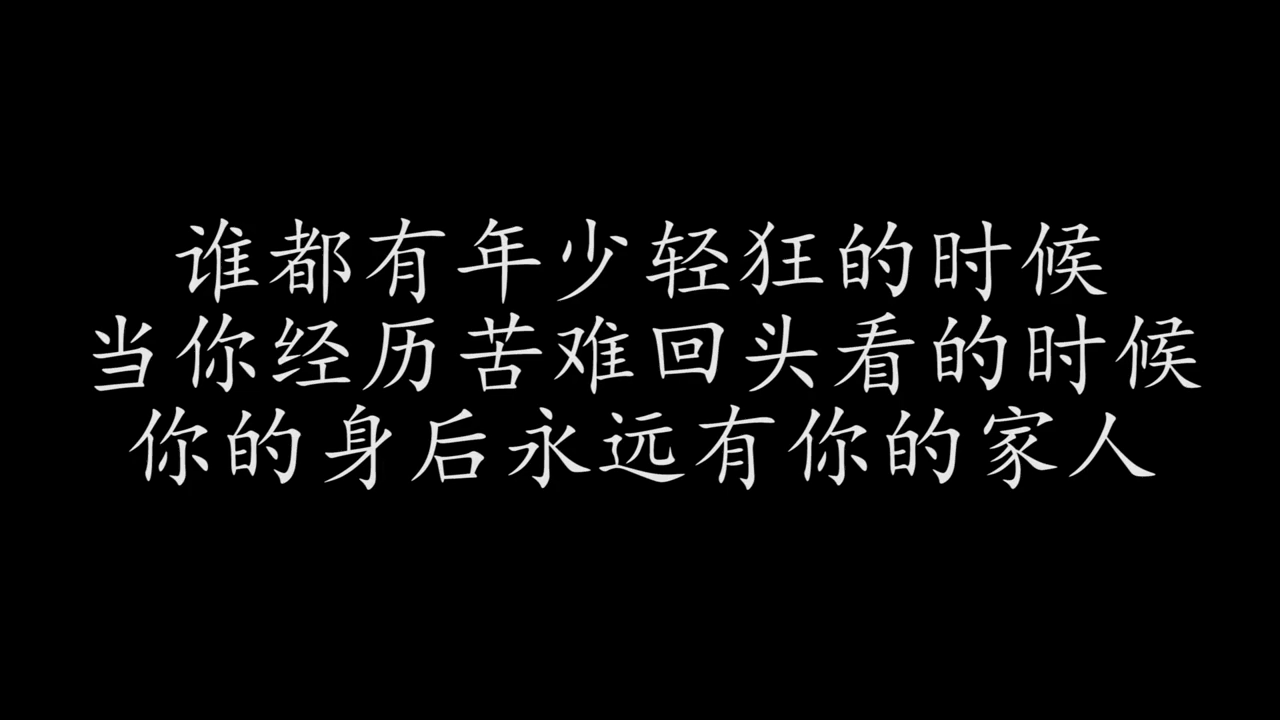 谁都有年少轻狂的时候
当你经历苦难回头看的时候
你的身后永远有你的家人